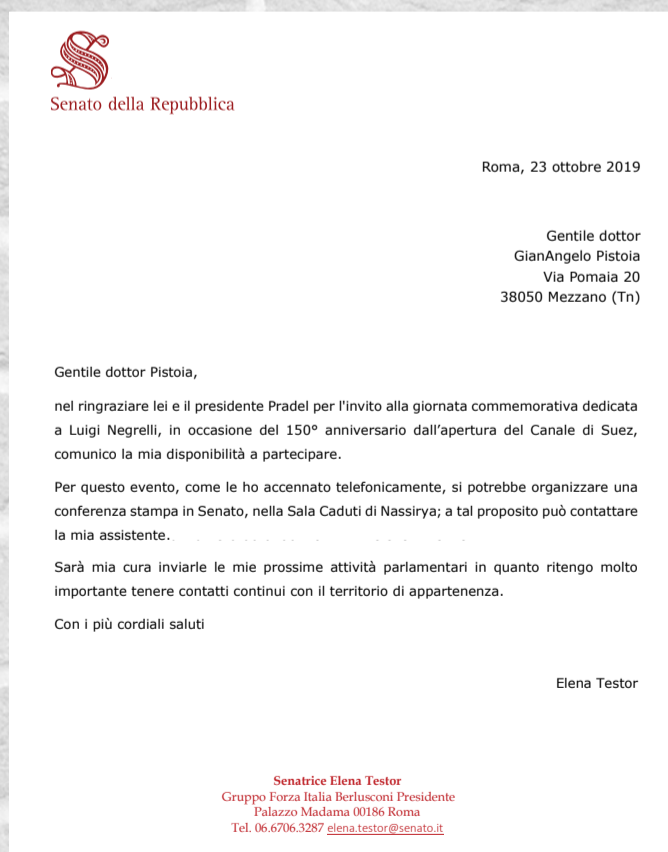 Senato della Repubblica
Roma, 23 ottobre 2019
Gentile dottor
GianAngelo Pistoia
Via Pomaia 20
38050 Mezzano (Tn)
Gentile dottor Pistoia,
nel ringraziare lei e il presidente Pradel per l'invito alla giornata commemorativa dedicata
a Luigi Negrelli, in occasione del 150° anniversario dall'apertura del Canale di Suez,
comunico la mia disponibilità a partecipare.
Per questo evento, come le ho accennato telefonicamente, si potrebbe organizzare una
conferenza stampa in Senato, nella Sala Caduti di Nassirya; a tal proposito può contattare
la mia assistente.
Sarà mia cura inviarle le mie prossime attività parlamentari in quanto ritengo molto
importante tenere contatti continui con il territorio di appartenenza.
Con i più cordiali saluti
Elena Testor
Senatrice Elena Testor
Gruppo Forza Italia Berlusconi Presidente
Palazzo Madama 00186 Roma
Tel. 06.6706.3287 elena.testor@senato.it